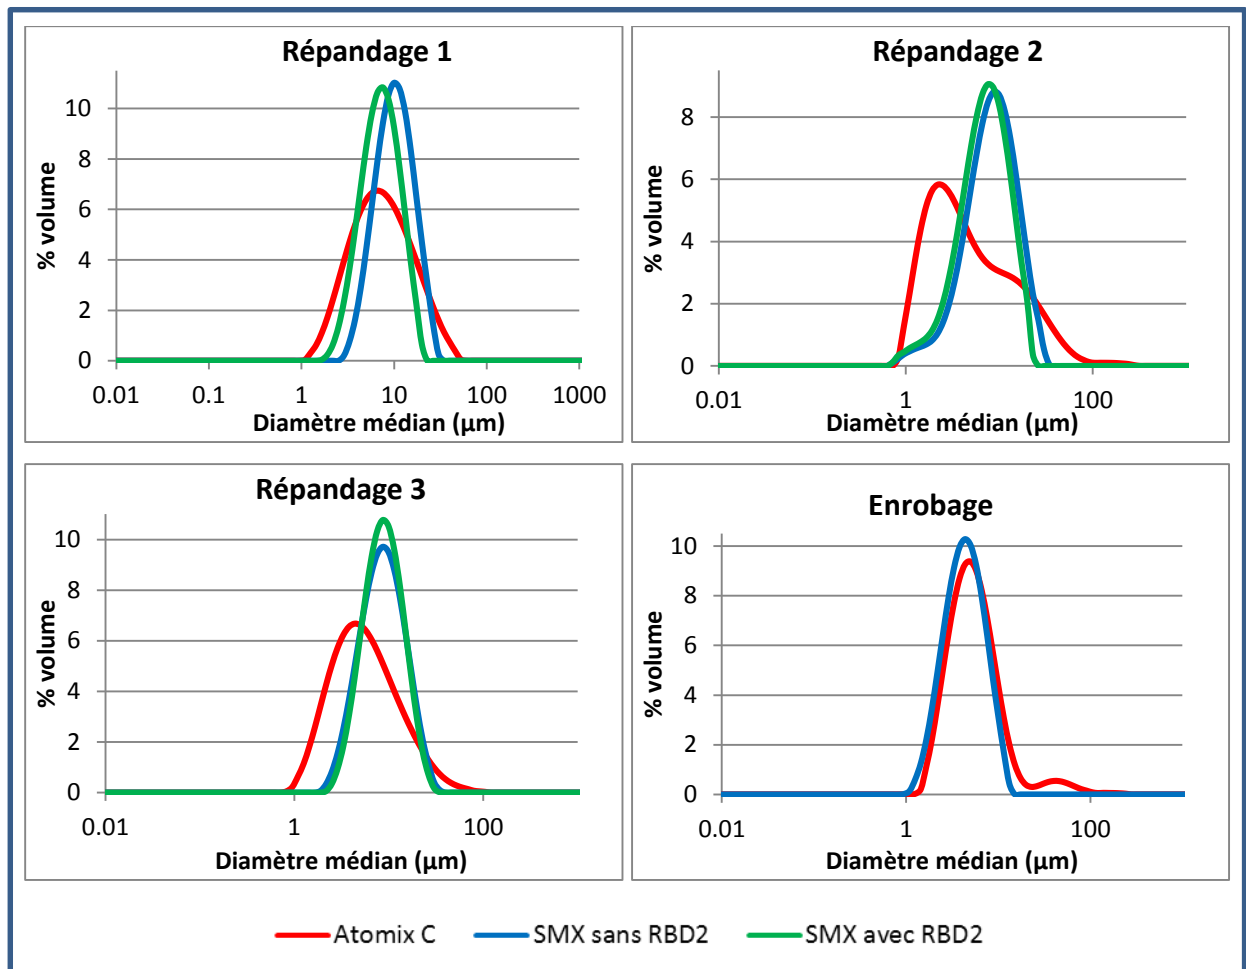 Répandage 1
% volume
10
8
6
4
2
0
0.01 0.1 1 10 100 1000
Diamètre médian (µm)
Répandage 2
% volume
8
6
4
2
0
0.01 1 100
Diamètre médian (µm)
Répandage 3
% volume
10
8
6
4
2
0
0.01 1 100
Diamètre médian (µm)
Enrobage
% volume
10
8
6
4
2
0
0.01 1 100
Diamètre médian (µm)
Atomix C SMX sans RBD2 SMX avec RBD2